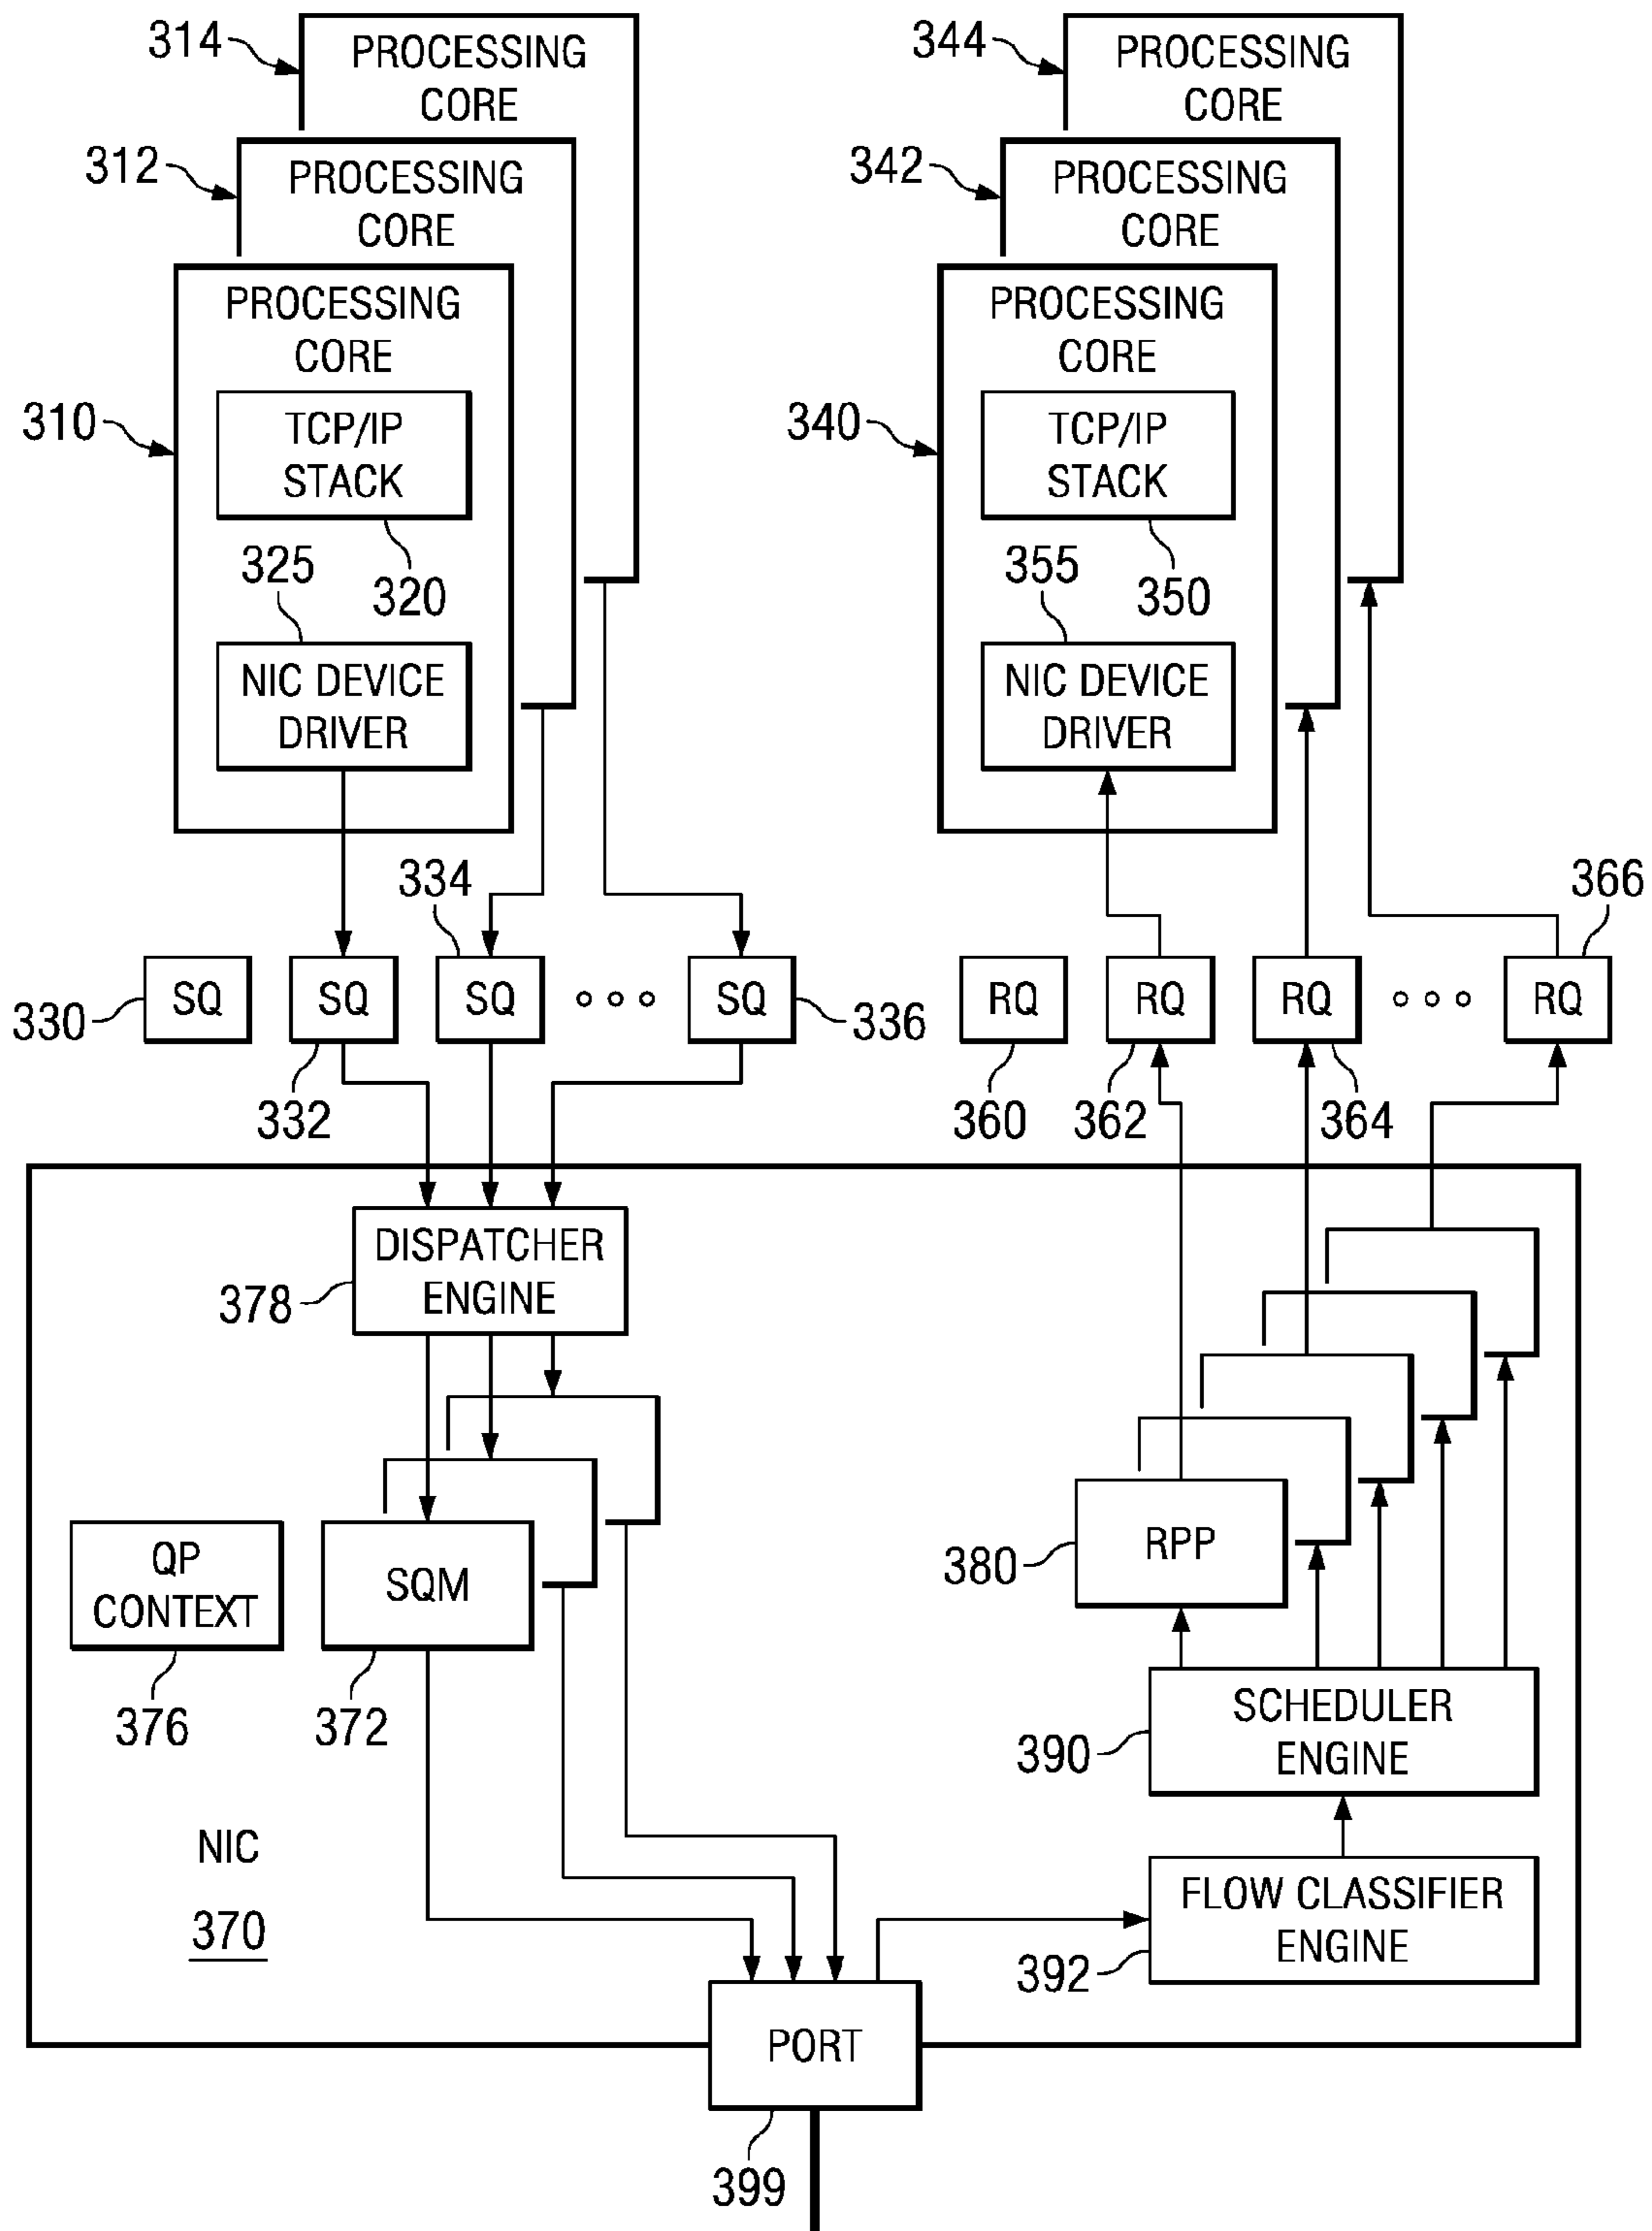 314
PROCESSING
CORE
344
PROCESSING
CORE
312
PROCESSING
CORE
342
PROCESSING
CORE
310
PROCESSING
CORE
TCP/IP
STACK
320
325
NIC DEVICE
DRIVER
340
PROCESSING
CORE
TCP/IP
STACK
350
355
NIC DEVICE
DRIVER
334
366
330
SQ
SQ
SQ
SQ
336
RQ
RQ
RQ
RQ
332
360
362
364
DISPATCHER
ENGINE
378
QP
CONTEXT
376
SQM
372
RPP
380
SCHEDULER
ENGINE
390
NIC
370
FLOW CLASSIFIER
ENGINE
392
PORT
399